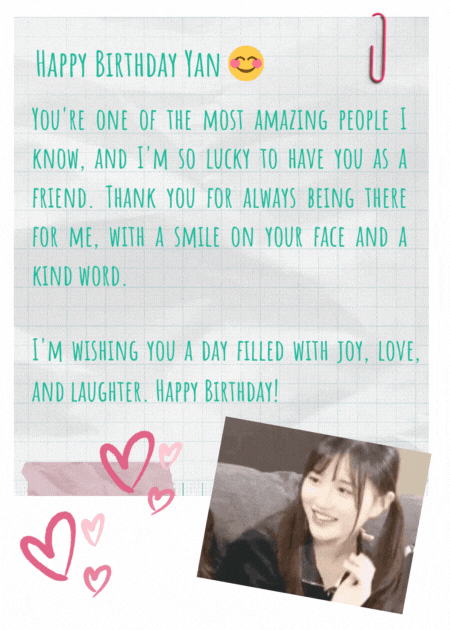 Happy Birthday Yan 😊
You're one of the most amazing people I
know, and I'm so lucky to have you as a
friend. Thank you for always being there
for me, with a smile on your face and a
kind word.
I'm wishing you a day filled with joy, love,
and laughter. Happy Birthday!